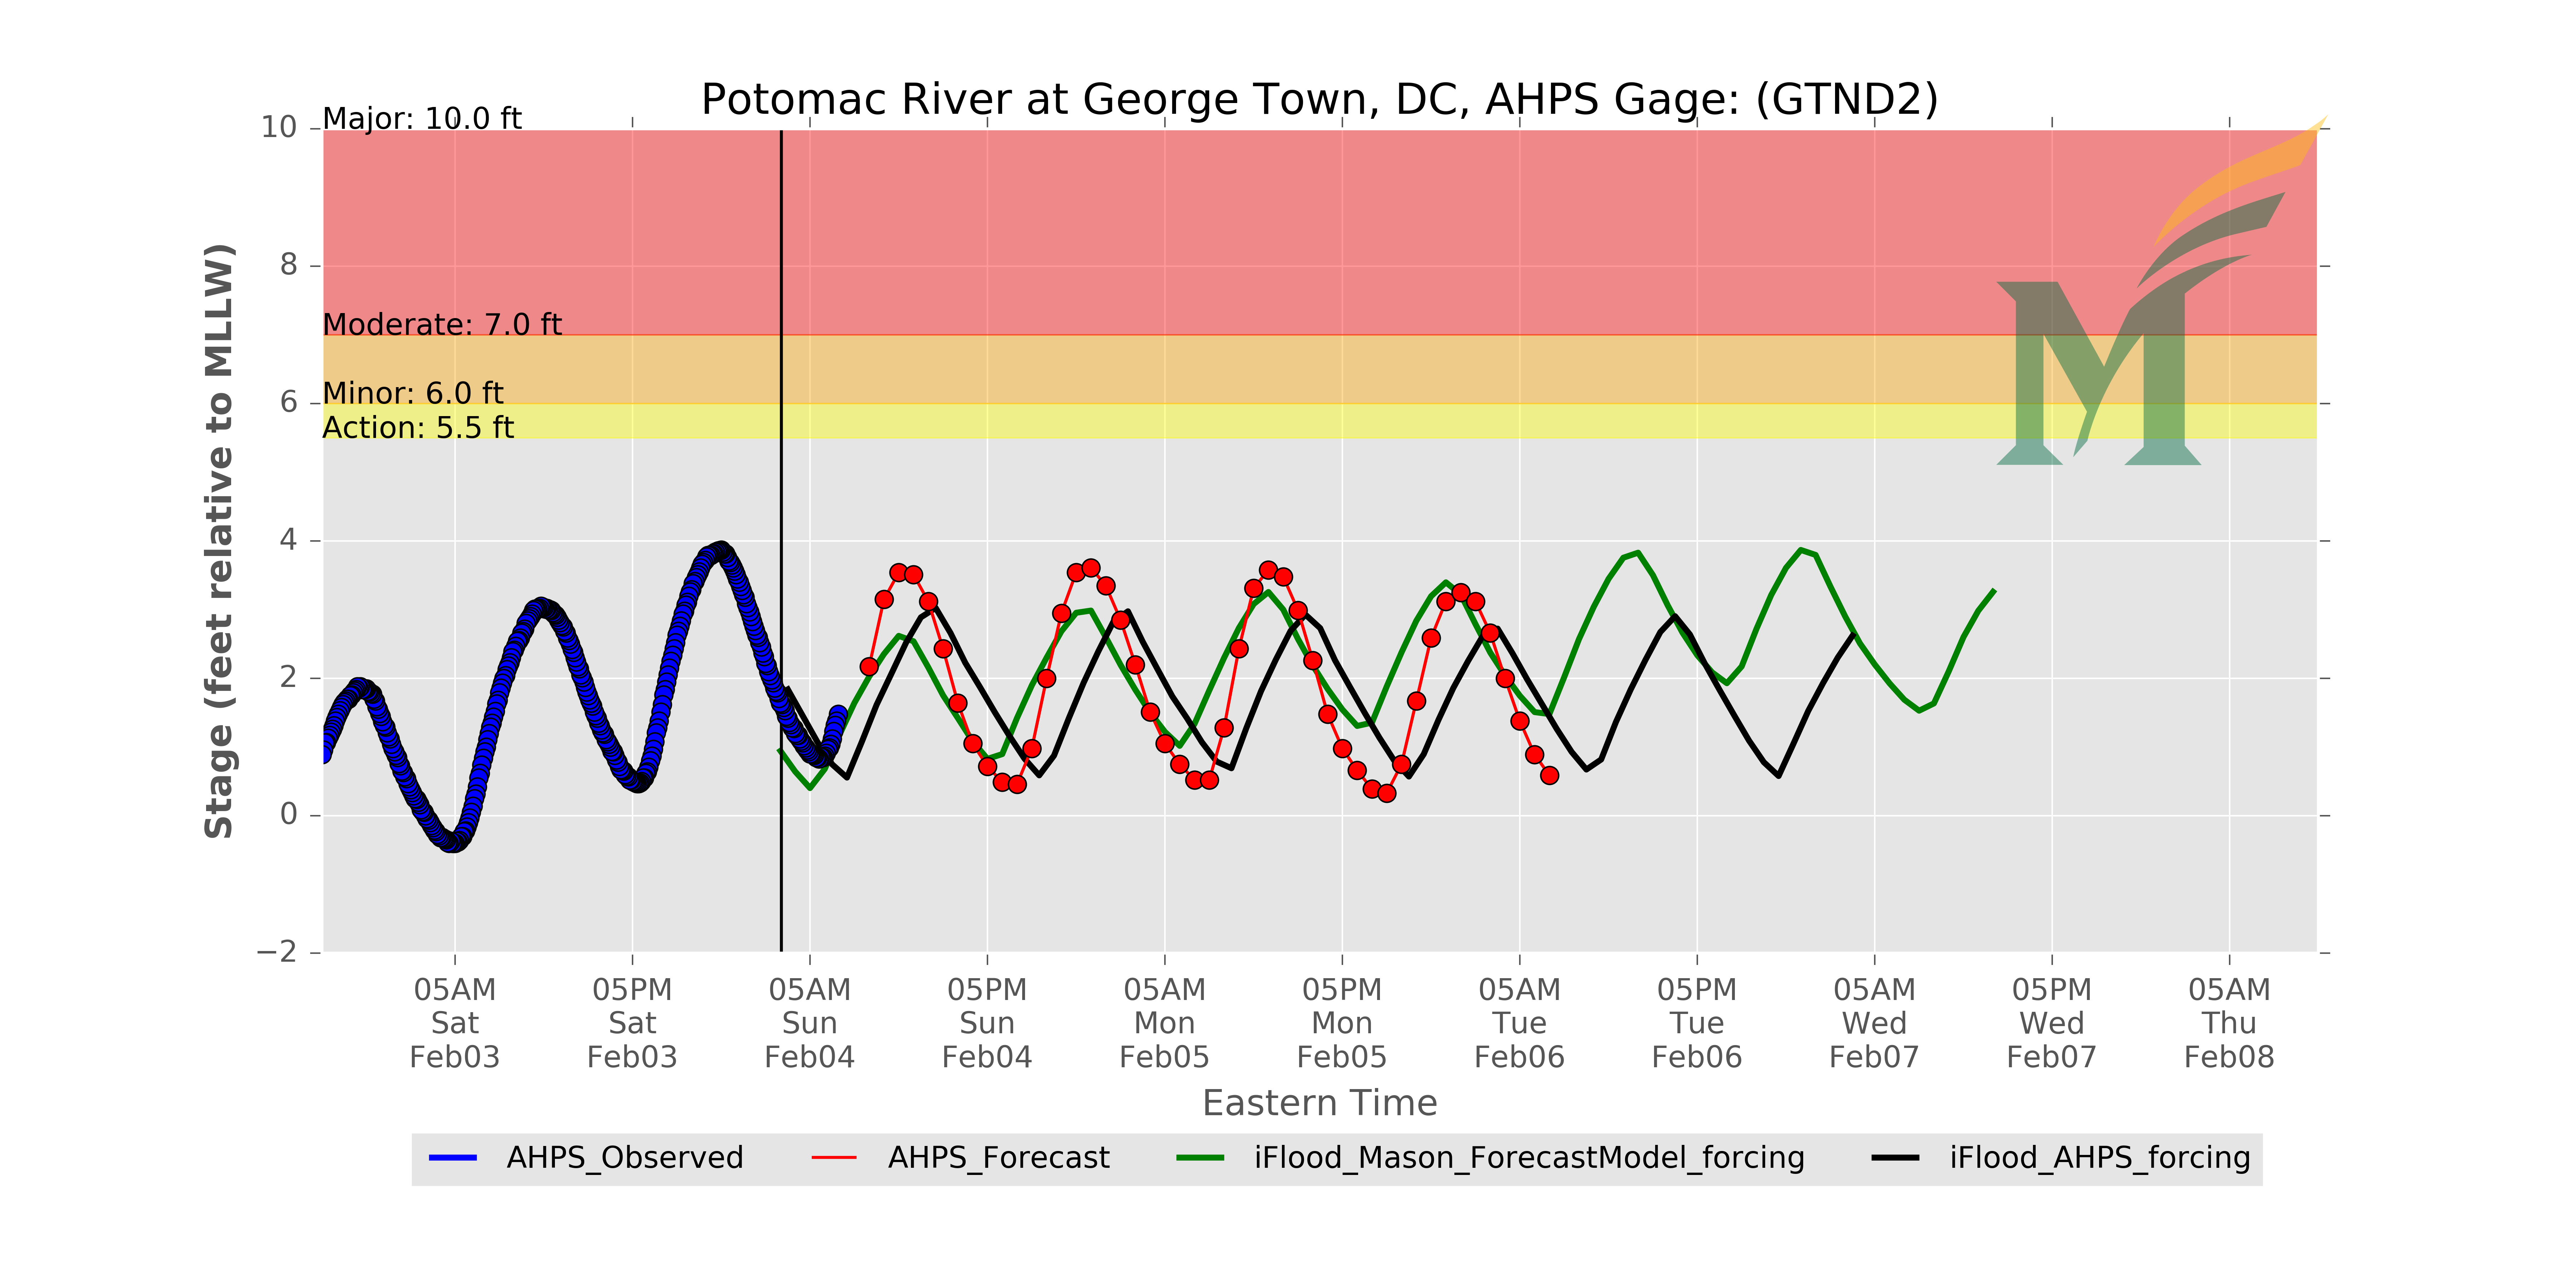 Potomac River at George Town, DC, AHPS Gage: (GTND2)
Major: 10.0 ft
Moderate: 7.0 ft
Minor: 6.0 ft
Action: 5.5 ft
Stage (feet relative to MLLW)
10
8
6
4
2
0
−2
05AM
Sat
Feb03
05PM
Sat
Feb03
05AM
Sun
Feb04
05PM
Sun
Feb04
05AM
Mon
Feb05
05PM
Mon
Feb05
05AM
Tue
Feb06
05PM
Tue
Feb06
05AM
Wed
Feb07
05PM
Wed
Feb07
05AM
Thu
Feb08
Eastern Time
AHPS_Observed
AHPS_Forecast
iFlood_Mason_ForecastModel_forcing
iFlood_AHPS_forcing
M